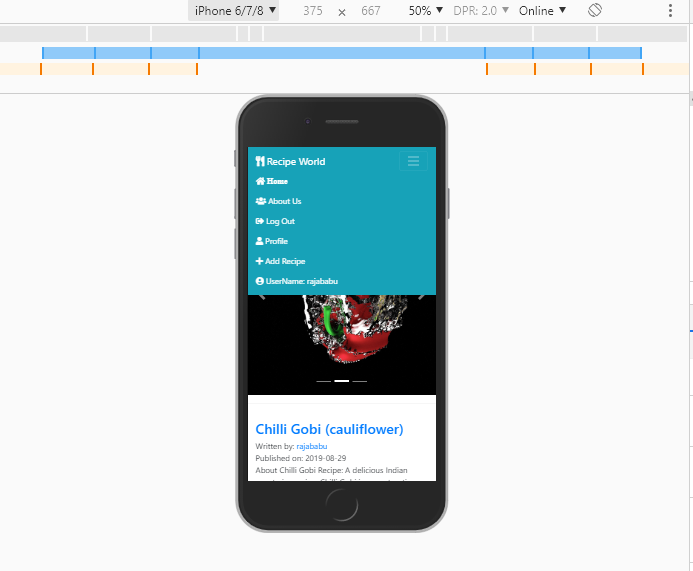 iPhone 6/7/8 ▼ 375 × 667 50% ▼ DPR: 2.0 ▼ Online ▼
Recipe World
Home
About Us
Log Out
Profile
Add Recipe
UserName: rajababu
Chilli Gobi (cauliflower)
Written by: rajababu
Published on: 2019-08-29
About Chilli Gobi Recipe: A delicious Indian